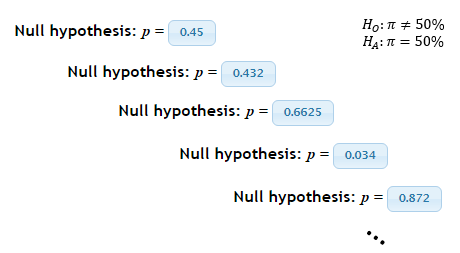 Null hypothesis: p = 0.45
H₀: π ≠ 50%
H_A: π = 50%
Null hypothesis: p = 0.432
Null hypothesis: p = 0.6625
Null hypothesis: p = 0.034
Null hypothesis: p = 0.872
⋱